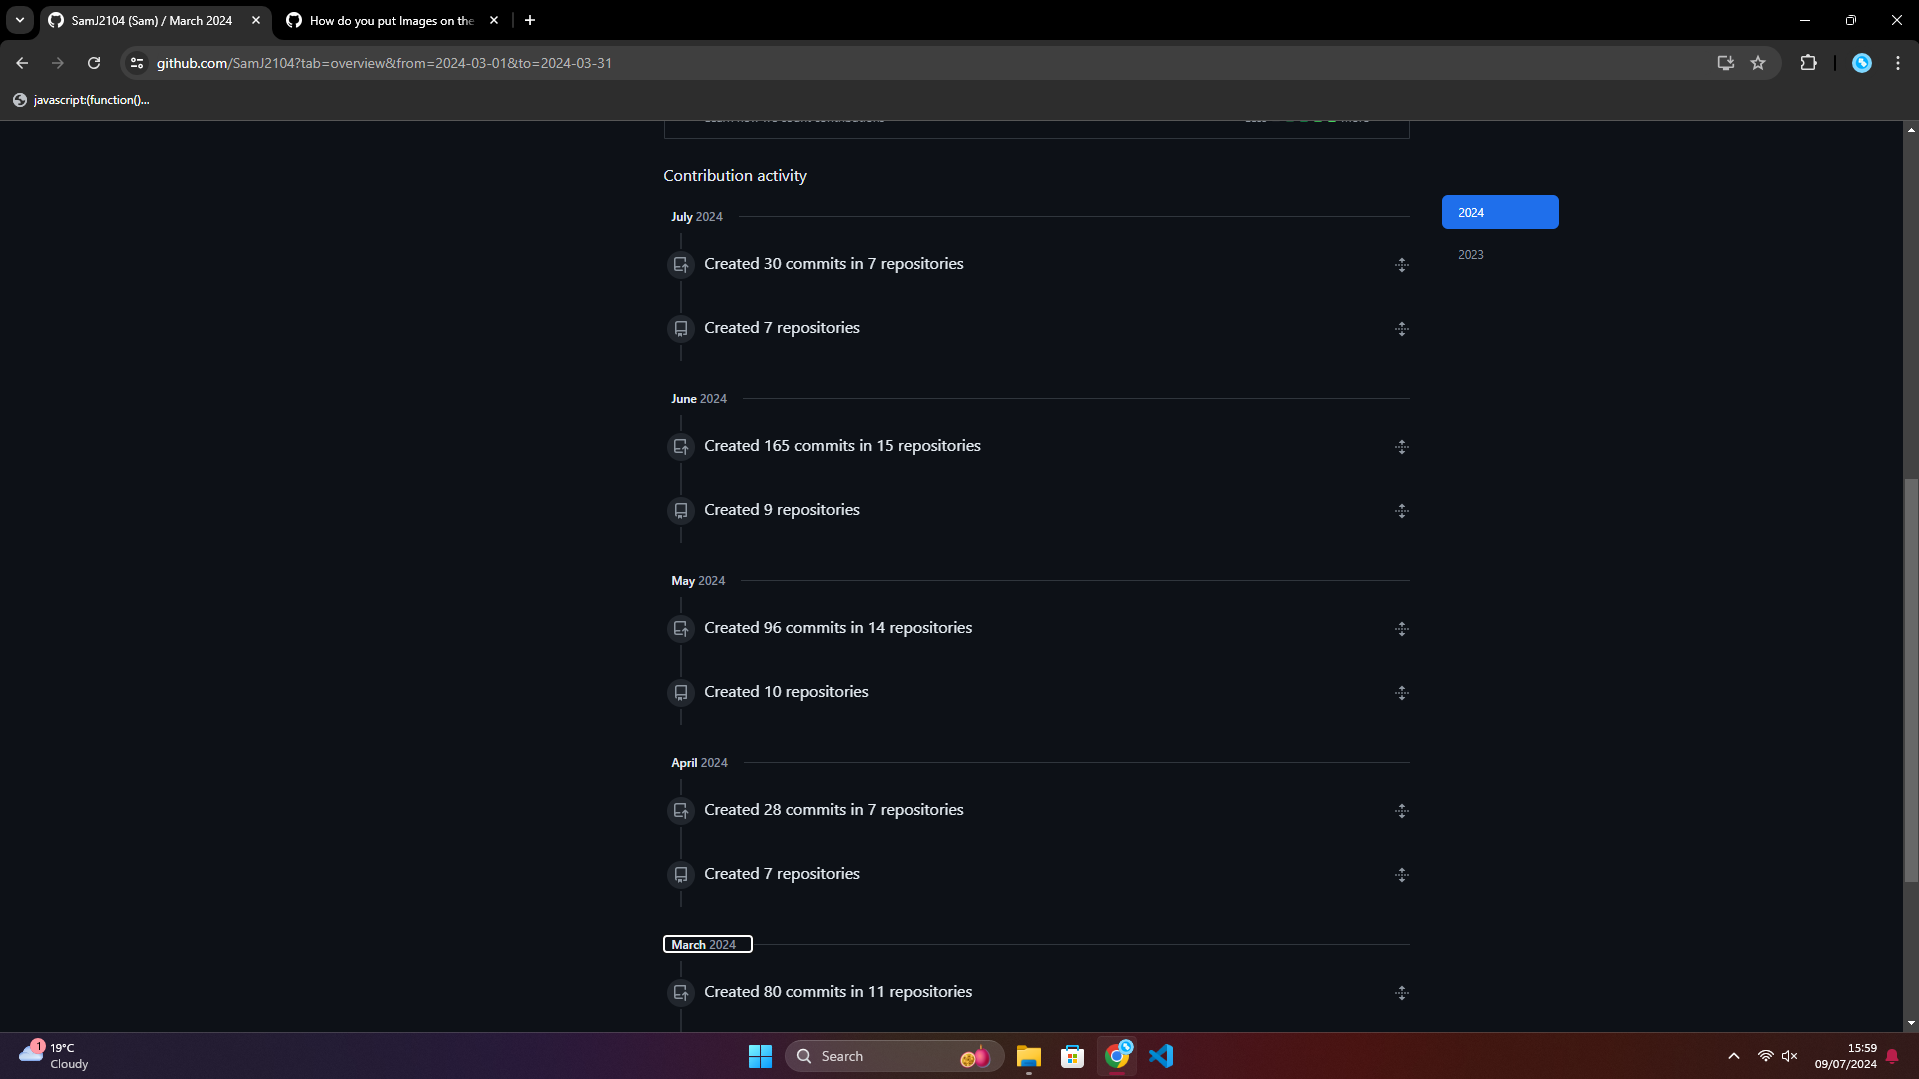 SamJ2104 (Sam) / March 2024
How do you put Images on the
github.com/SamJ2104?tab=overview&from=2024-03-01&to=2024-03-31
javascript:(function()...
Contribution activity
July 2024
2024
Created 30 commits in 7 repositories
2023
Created 7 repositories
June 2024
Created 165 commits in 15 repositories
Created 9 repositories
May 2024
Created 96 commits in 14 repositories
Created 10 repositories
April 2024
Created 28 commits in 7 repositories
Created 7 repositories
March 2024
Created 80 commits in 11 repositories
1
19°C
Cloudy
Search
15:59
09/07/2024